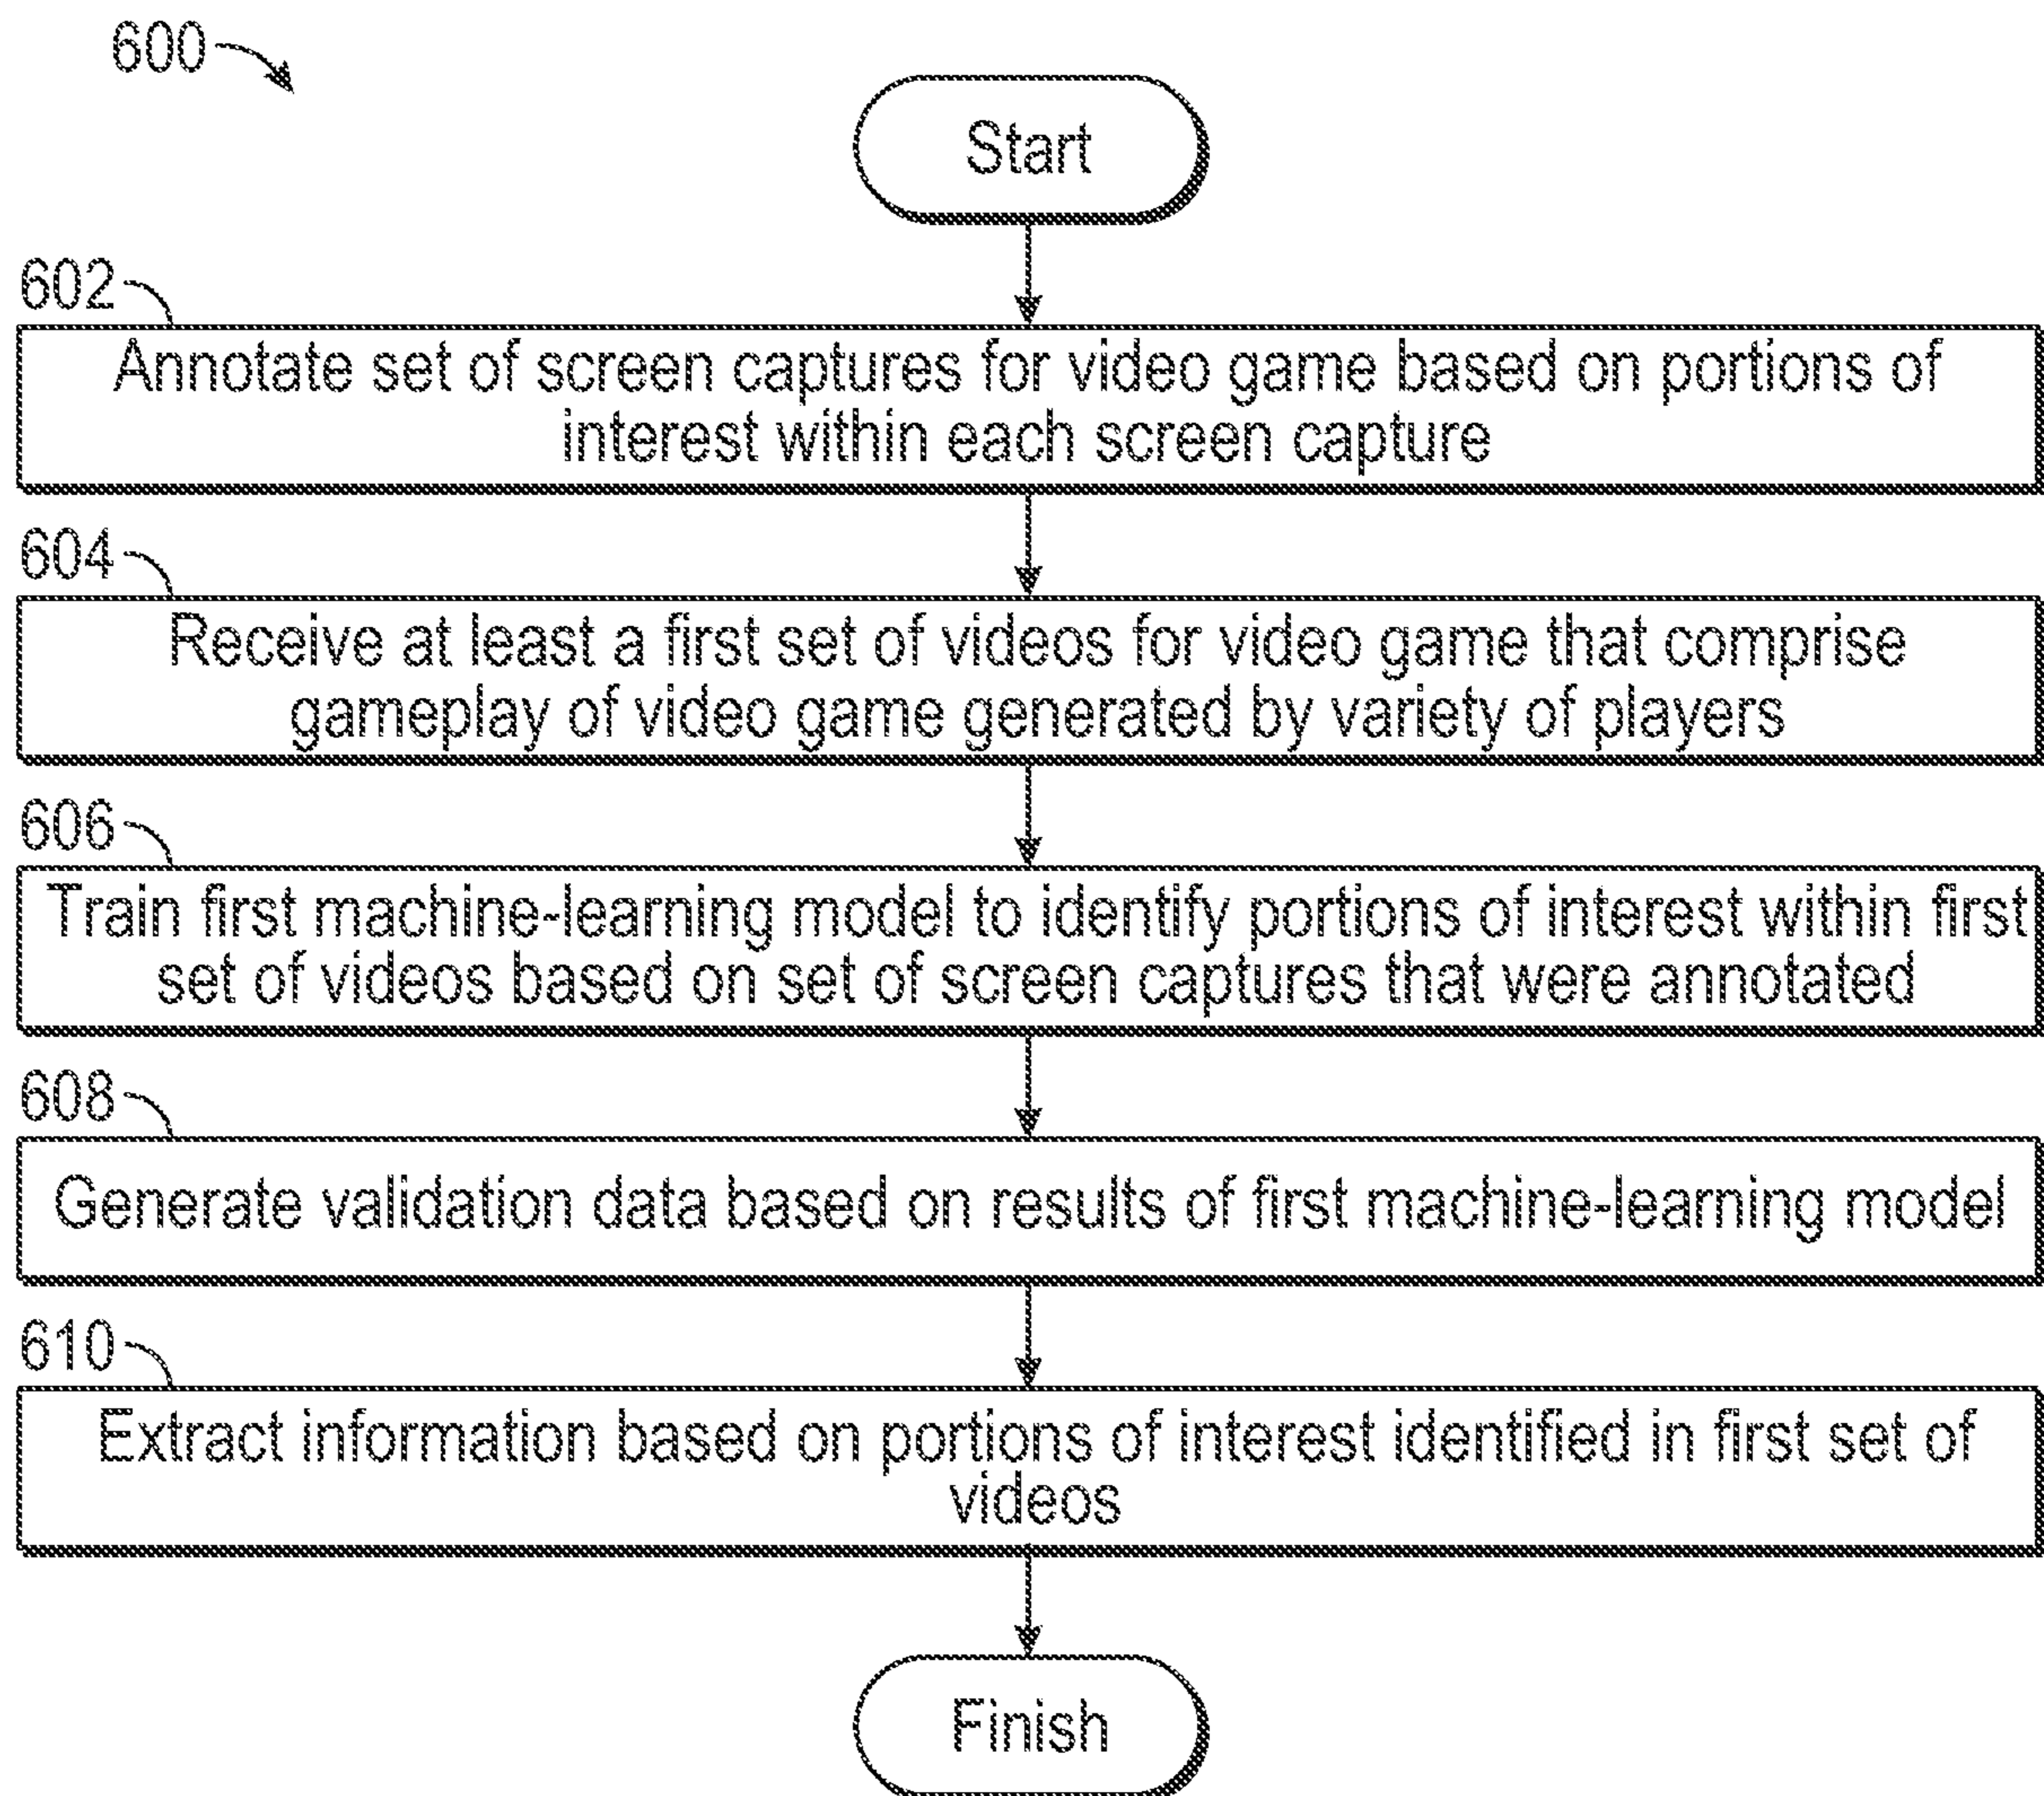 600
Start
602
Annotate set of screen captures for video game based on portions of
interest within each screen capture
604
Receive at least a first set of videos for video game that comprise
gameplay of video game generated by variety of players
606
Train first machine-learning model to identify portions of interest within first
set of videos based on set of screen captures that were annotated
608
Generate validation data based on results of first machine-learning model
610
Extract information based on portions of interest identified in first set of
videos
Finish